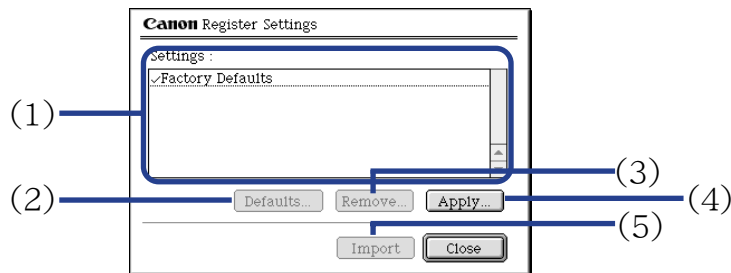 Canon Register Settings
Settings :
✓Factory Defaults
(1)
(3)
(2)
Defaults...
Remove...
Apply...
(4)
(5)
Import
Close